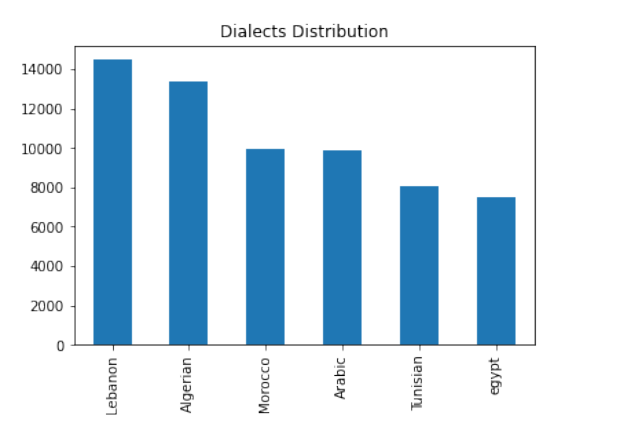 Dialects Distribution
14000
12000
10000
8000
6000
4000
2000
0
Lebanon
Algerian
Morocco
Arabic
Tunisian
egypt